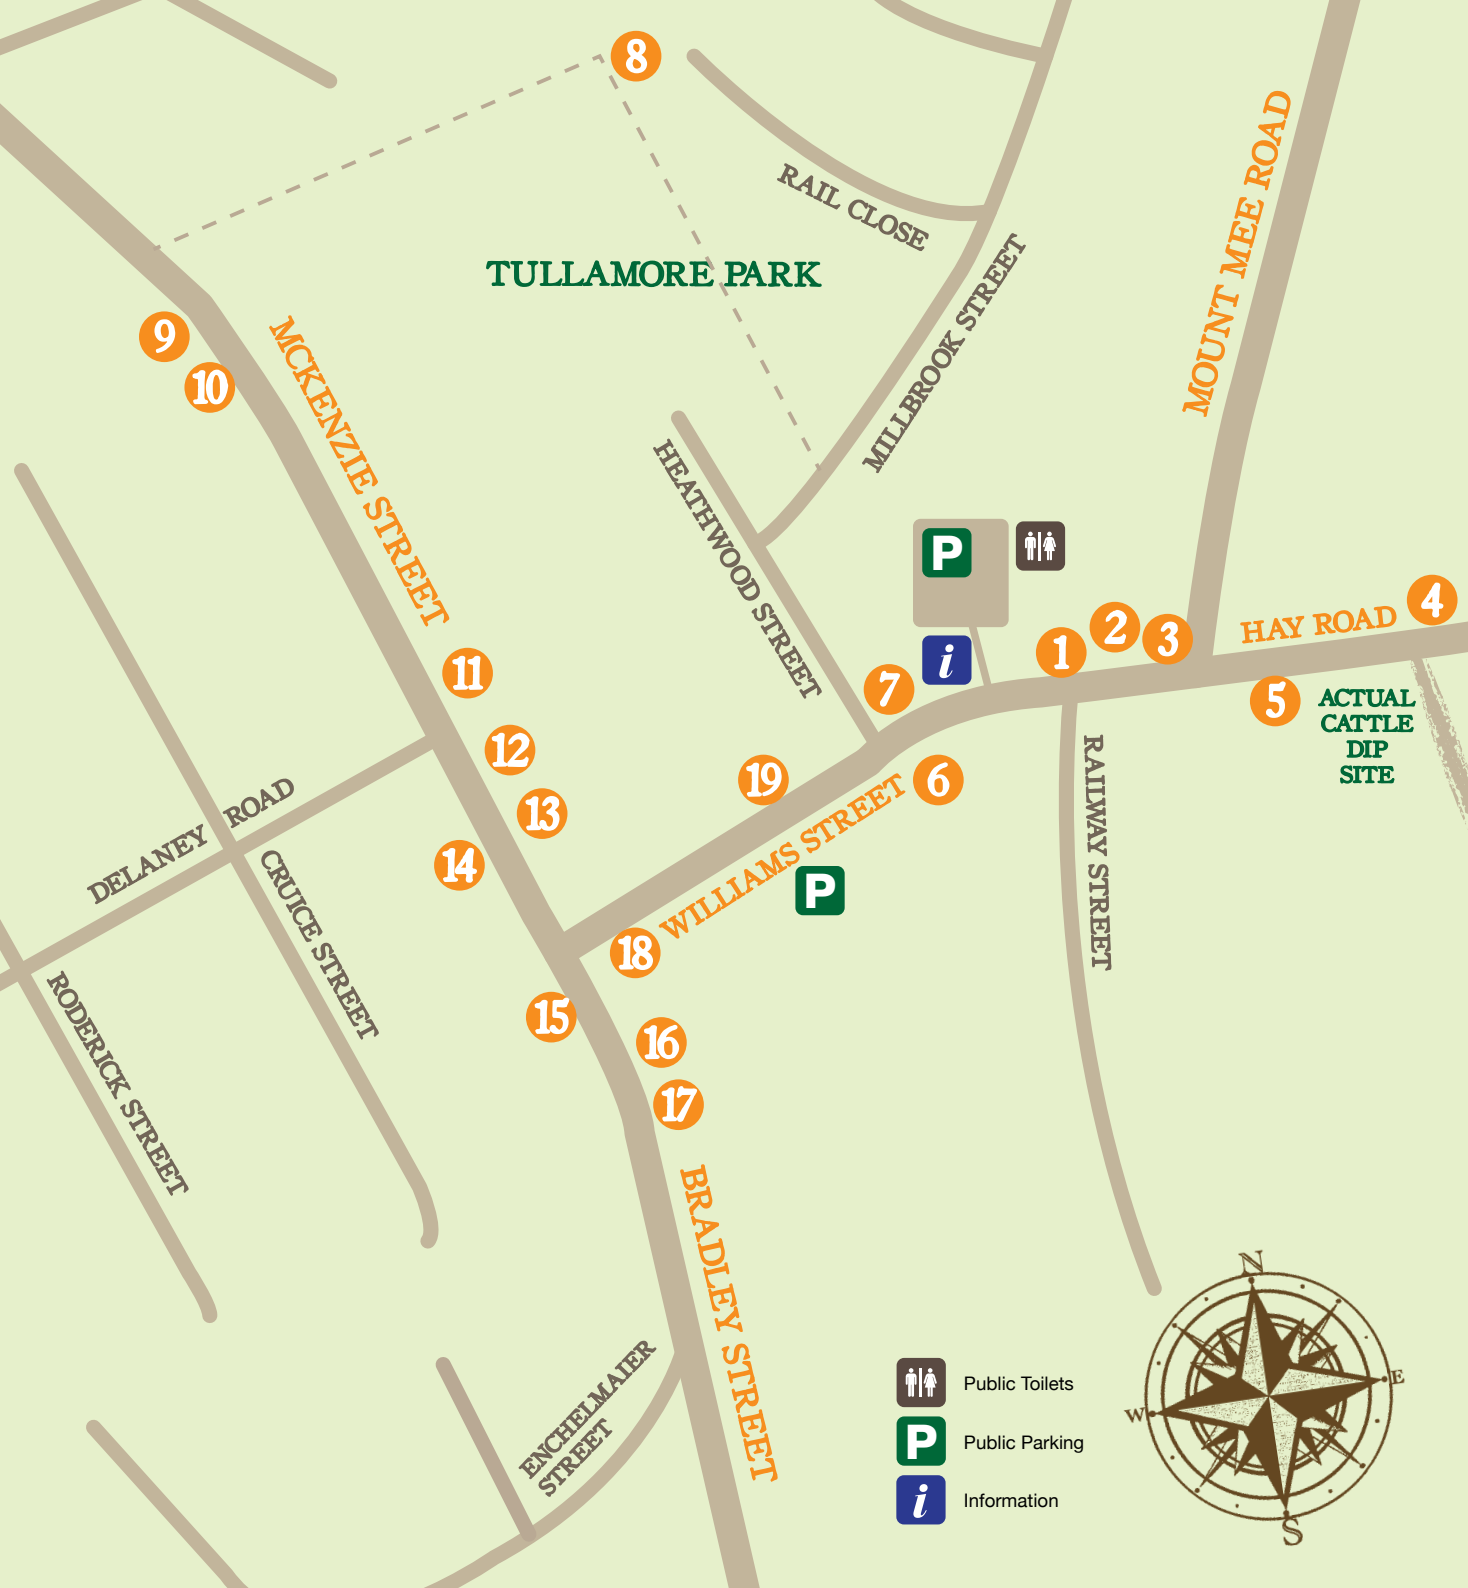 8
RAIL CLOSE
MOUNT MEE ROAD
TULLAMORE PARK
MILLBROOK STREET
9
10
MCKENZIE STREET
HEATHWOOD STREET
P
4
HAY ROAD
1
2
3
i
7
11
5
ACTUAL
CATTLE
DIP
SITE
12
13
19
6
RAILWAY STREET
DELANEY ROAD
14
WILLIAMS STREET
P
CRUICE STREET
18
RODERICK STREET
15
16
17
BRADLEY STREET
ENCHELMAIER
STREET
Public Toilets
P Public Parking
i Information
N
E
W
S